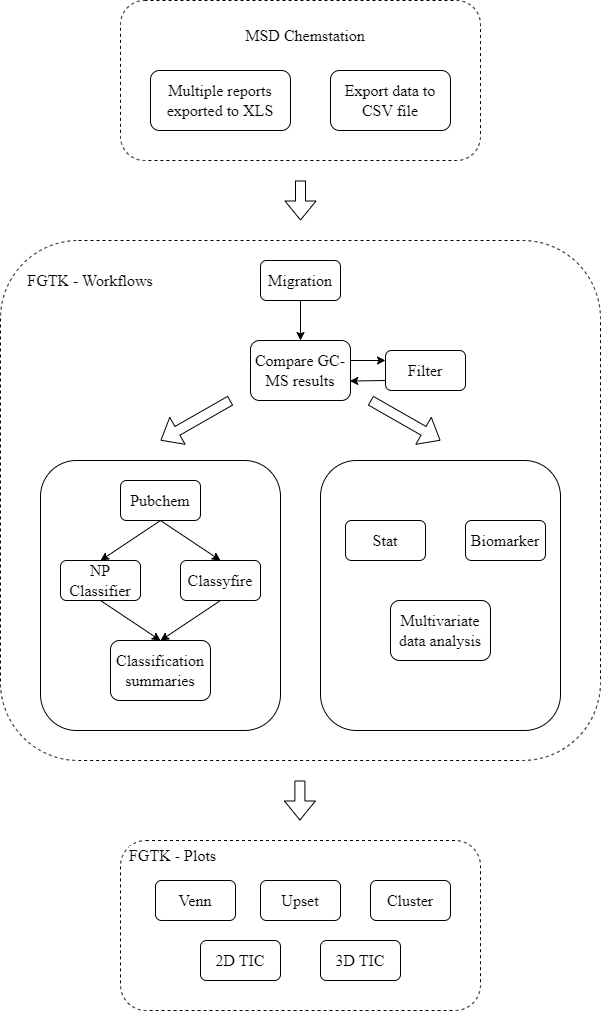 MSD Chemstation
Multiple reports
exported to XLS
Export data to
CSV file
FGTK - Workflows
Migration
Compare GC-
MS results
Filter
Pubchem
NP
Classifier
Classyfire
Classification
summaries
Stat
Biomarker
Multivariate
data analysis
FGTK - Plots
Venn
Upset
Cluster
2D TIC
3D TIC